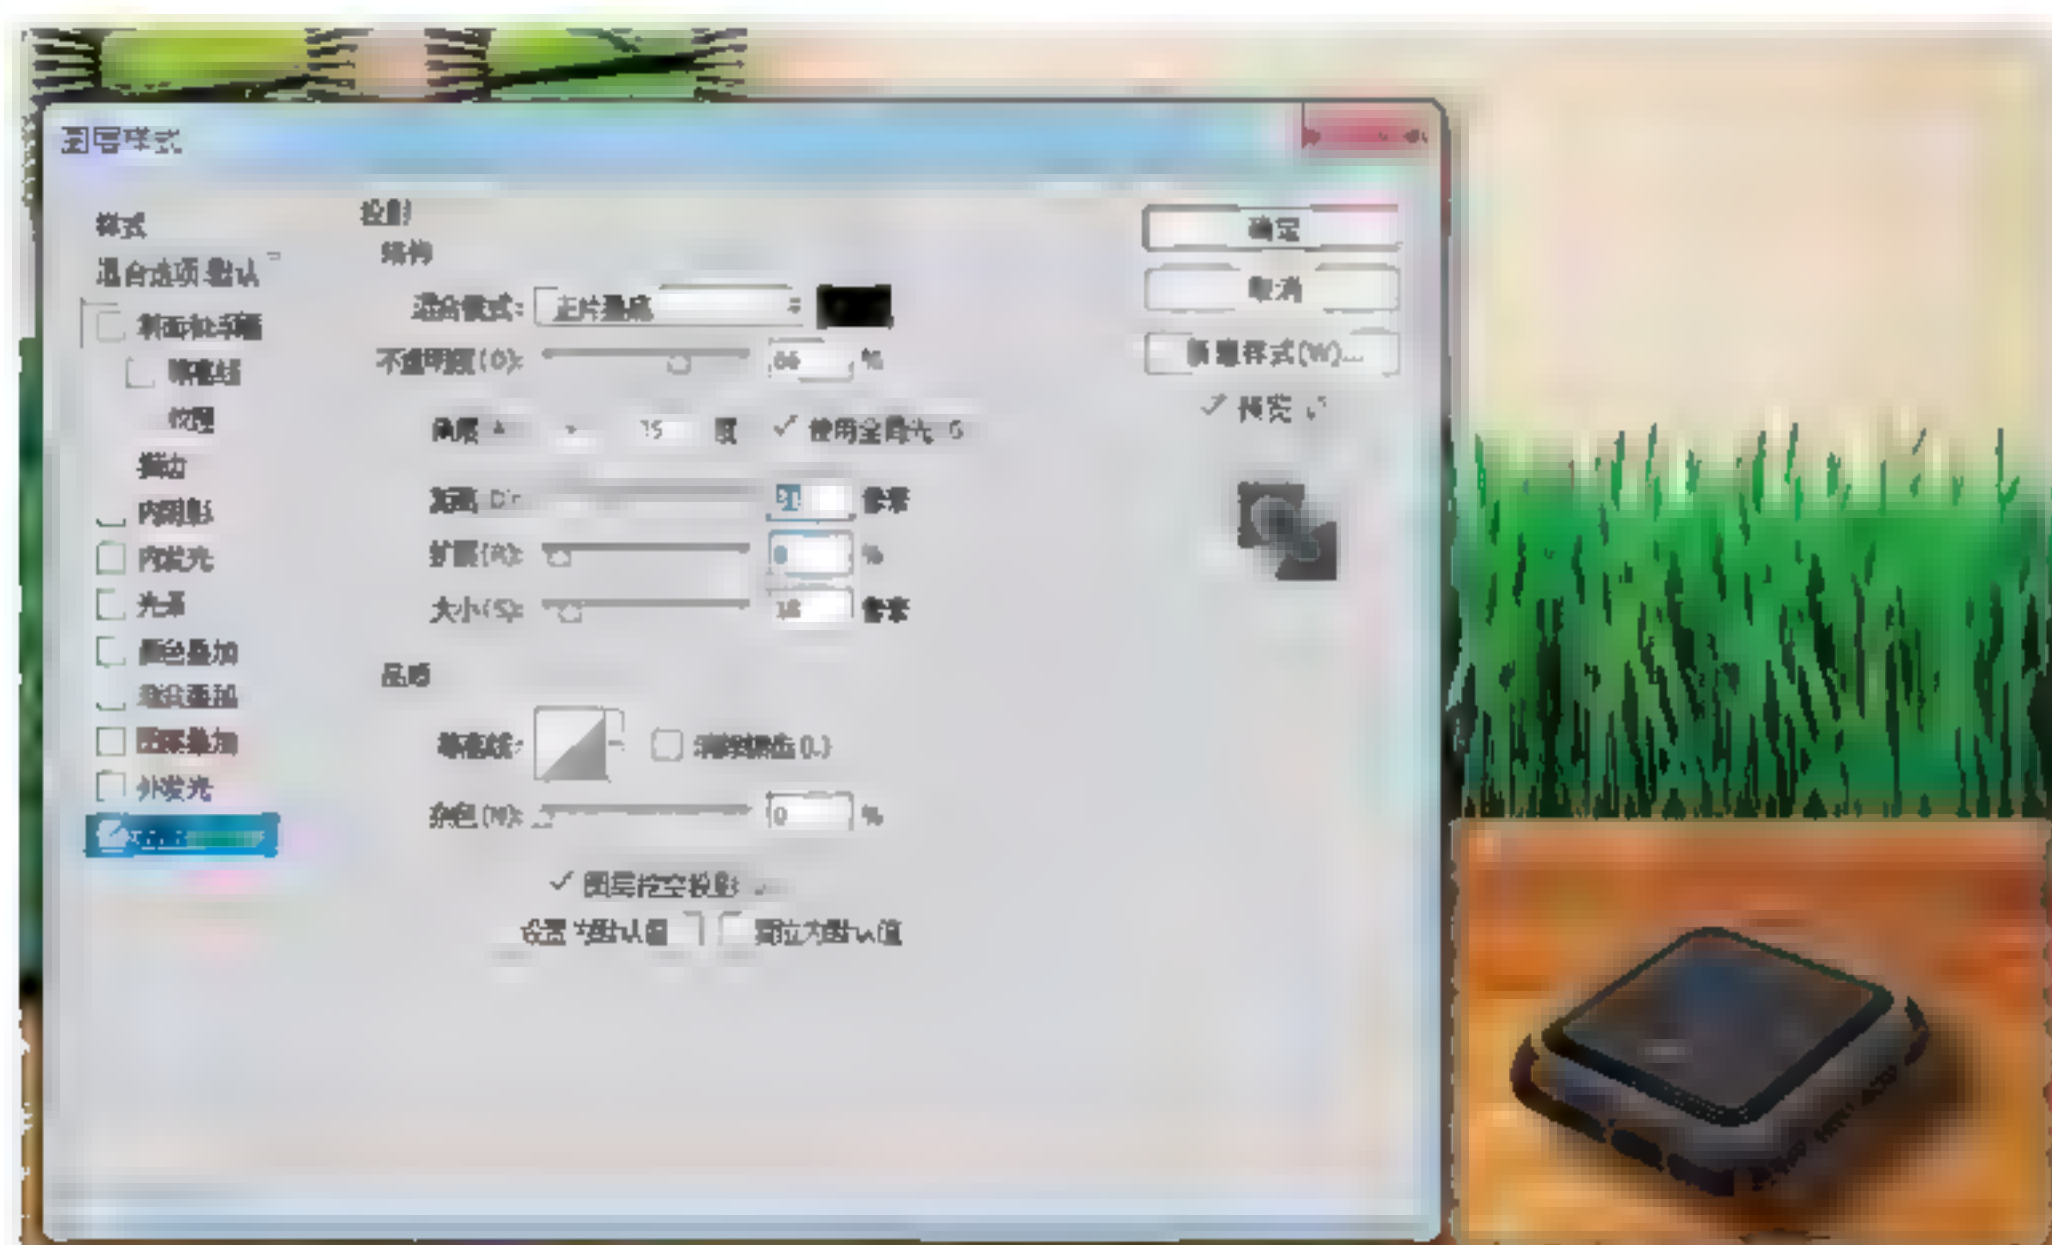 图层样式
样式
混合选项:默认
斜面和浮雕
等高线
纹理
描边
内阴影
内发光
光泽
颜色叠加
渐变叠加
图案叠加
外发光
投影
结构
混合模式: 正片叠底
不透明度(O): 66 %
角度 15 度 使用全局光
距离 像素
扩展(R): %
大小(S): 18 像素
品质
等高线: 消除锯齿(L)
杂色(N): 0 %
图层挖空投影
设置为默认值 复位为默认值
确定
取消
新建样式(W)...
预览